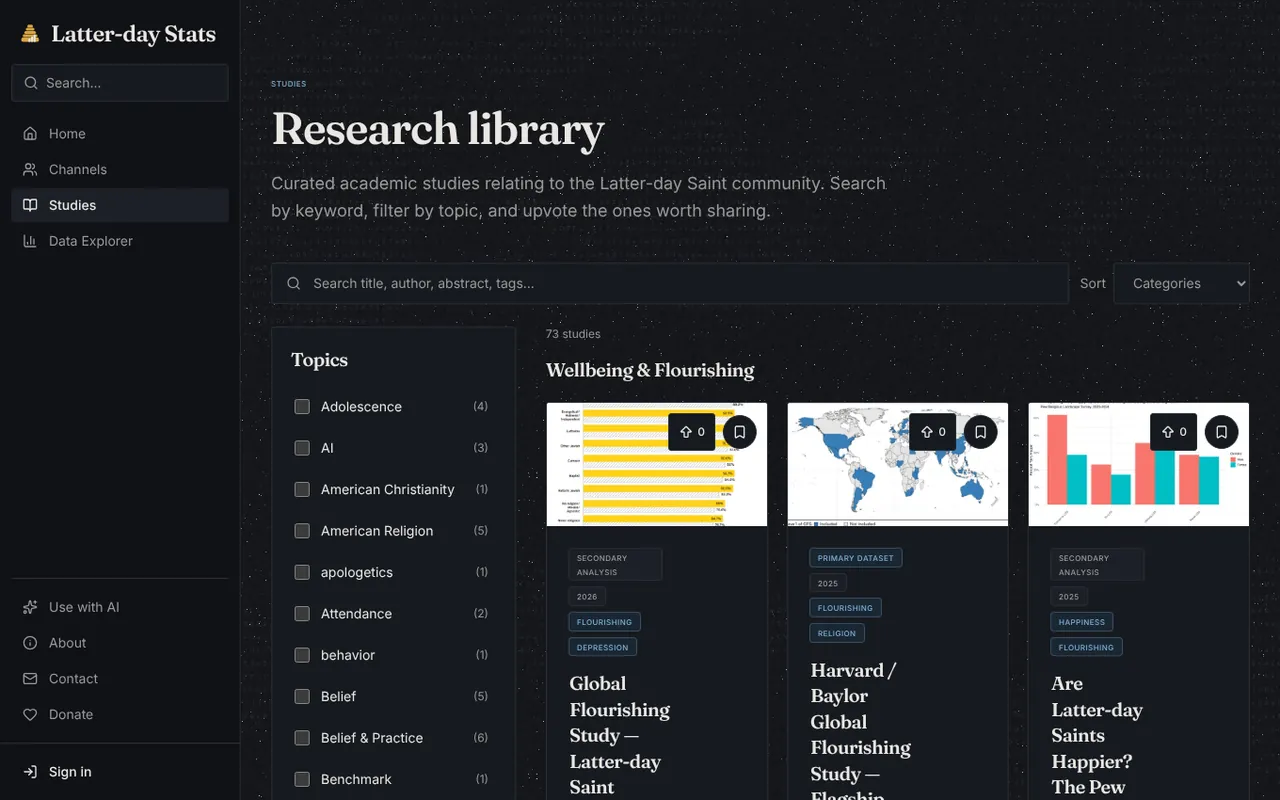 Latter-day Stats
Search...
Home
Channels
Studies
Data Explorer
Use with AI
About
Contact
Donate
Sign in
STUDIES
Research library
Curated academic studies relating to the Latter-day Saint community. Search
by keyword, filter by topic, and upvote the ones worth sharing.
Search title, author, abstract, tags...
Sort
Categories
Topics
Adolescence (4)
AI (3)
American Christianity (1)
American Religion (5)
apologetics (1)
Attendance (2)
behavior (1)
Belief (5)
Belief & Practice (6)
Benchmark (1)
73 studies
Wellbeing & Flourishing
0
SECONDARY
ANALYSIS
2026
FLOURISHING
DEPRESSION
Global
Flourishing
Study —
Latter-day
Saint
0
PRIMARY DATASET
2025
FLOURISHING
RELIGION
Harvard /
Baylor
Global
Flourishing
Study —
Flagship
0
SECONDARY
ANALYSIS
2025
HAPPINESS
FLOURISHING
Are
Latter-day
Saints
Happier?
The Pew